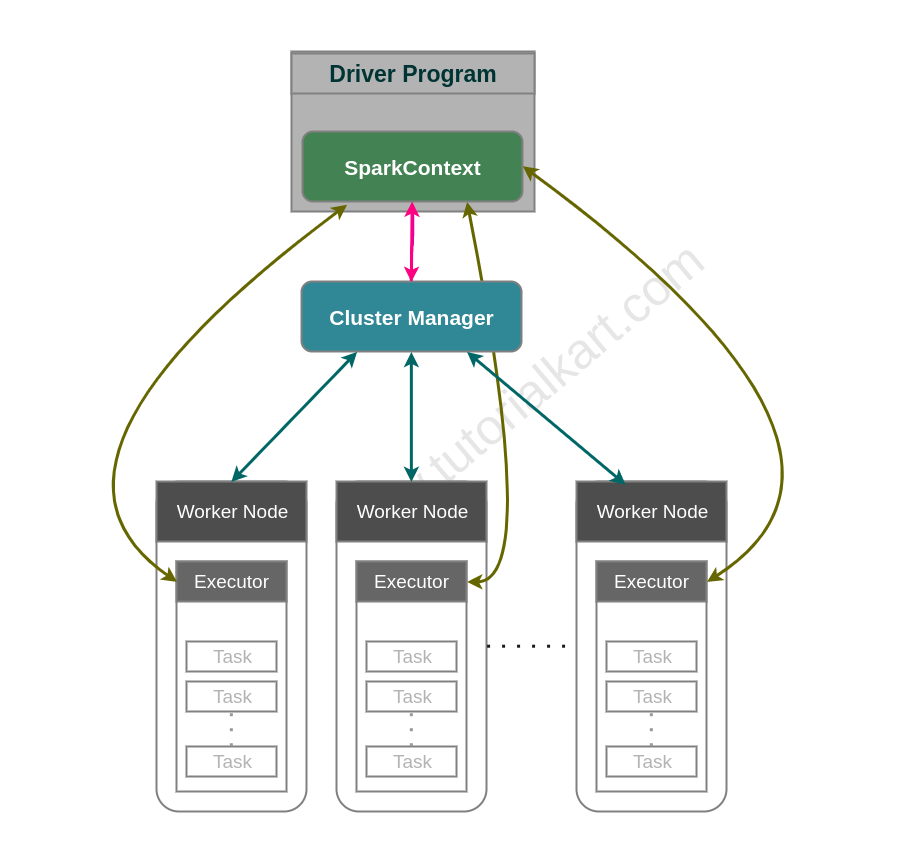 Driver Program
SparkContext
Cluster Manager
tutorialkart.com
Worker Node
Worker Node
Worker Node
Executor
Executor
Executor
Task
Task
Task
Task
Task
Task
Task
Task
Task